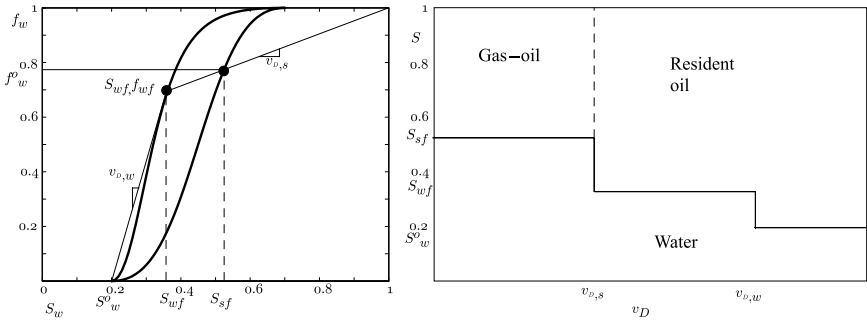 f_w
1
0.8
f^o_w
0.6
0.4
0.2
S_wf,f_wf
v_D,s
v_D,w
0
0.2
0.4
0.6
0.8
1
S_w
S^o_w
S_wf
S_sf
1
S
0.8
0.6
S_sf
0.4
S_wf
0.2
S^o_w
Gas–oil
Resident
oil
Water
v_D,s
v_D,w
v_D